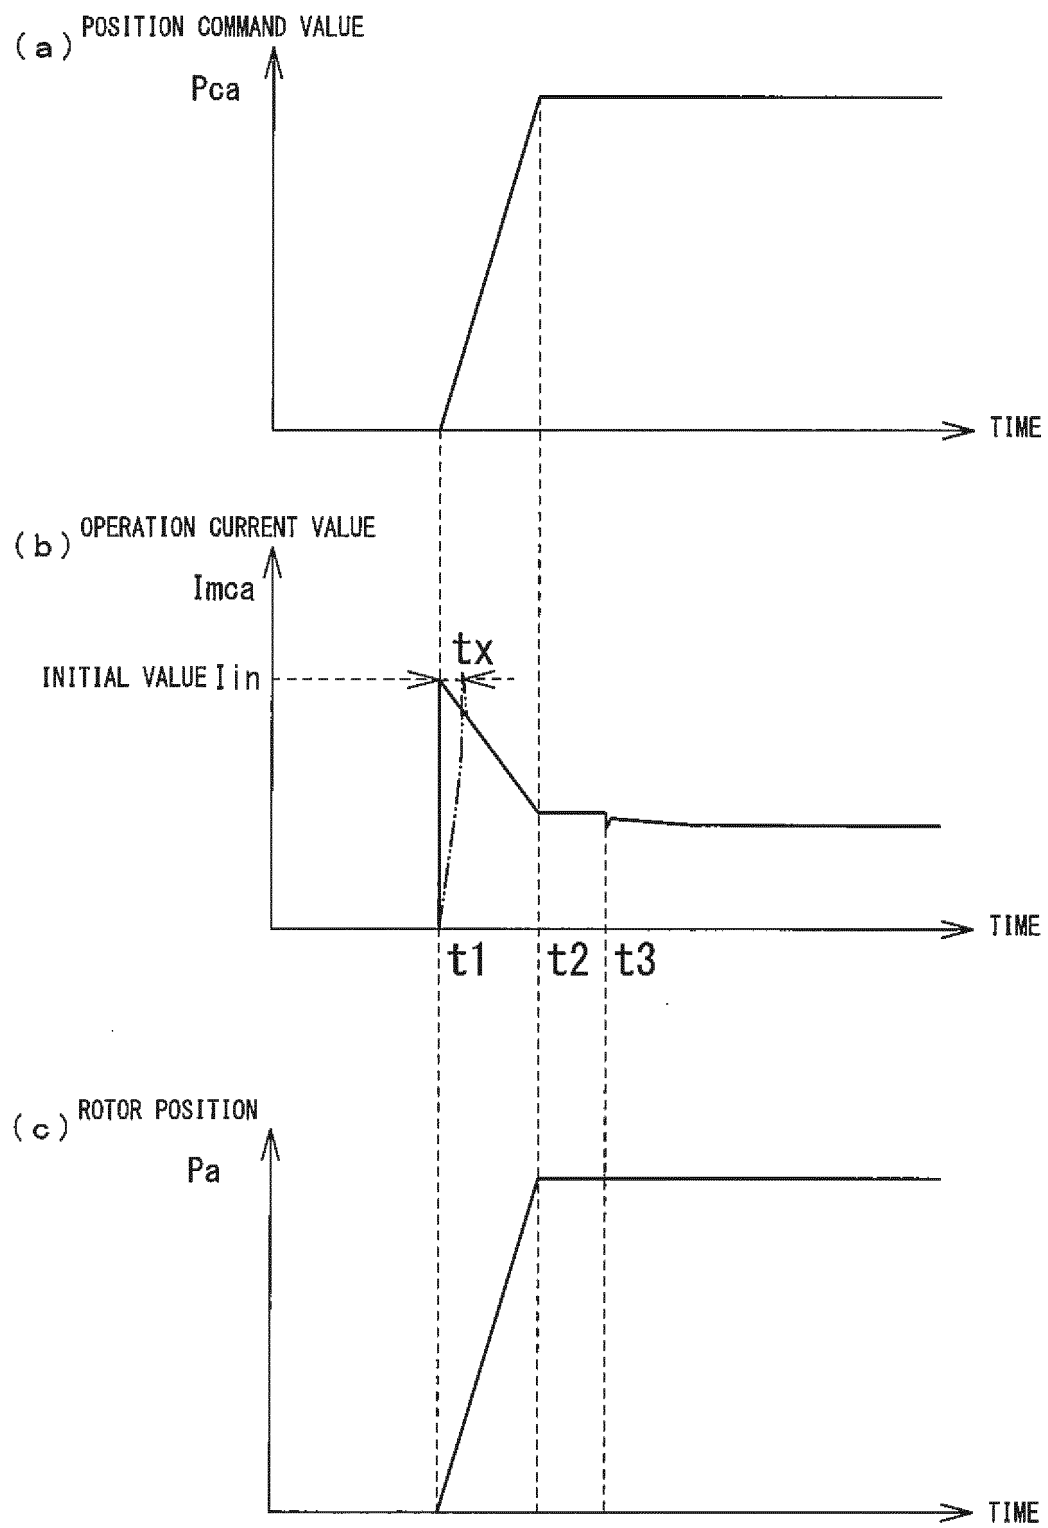 (a) POSITION COMMAND VALUE
Pca
TIME
(b) OPERATION CURRENT VALUE
Imca
tx
INITIAL VALUE Iin
TIME
t1 t2 t3
(c) ROTOR POSITION
Pa
TIME